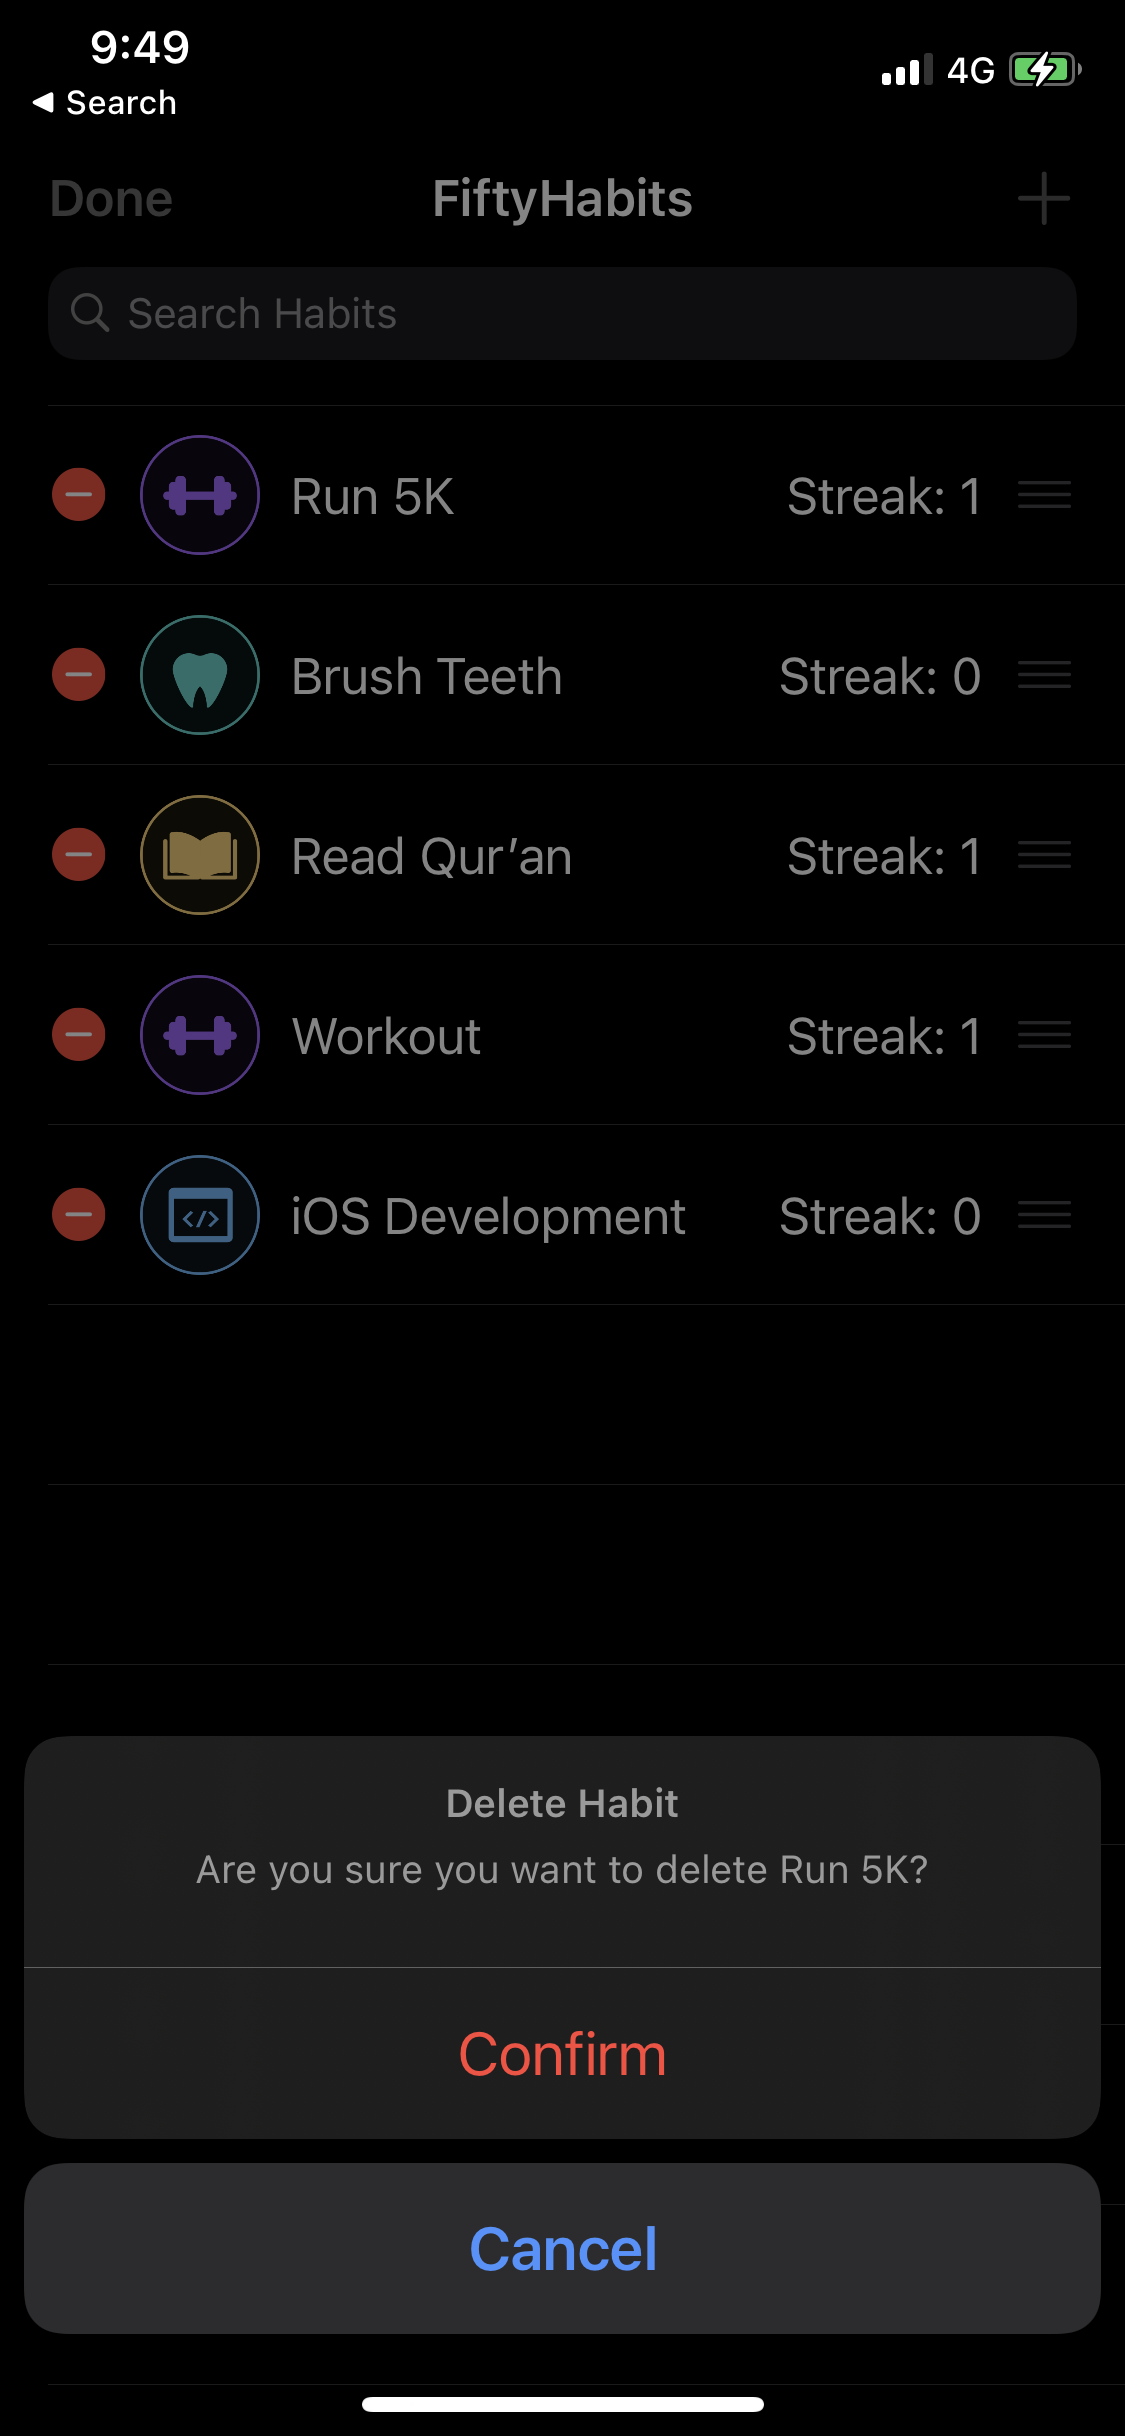 9:49
4G
◀ Search
Done
FiftyHabits
Search Habits
Run 5K
Streak: 1
Brush Teeth
Streak: 0
Read Qur’an
Streak: 1
Workout
Streak: 1
</>
iOS Development
Streak: 0
Delete Habit
Are you sure you want to delete Run 5K?
Confirm
Cancel